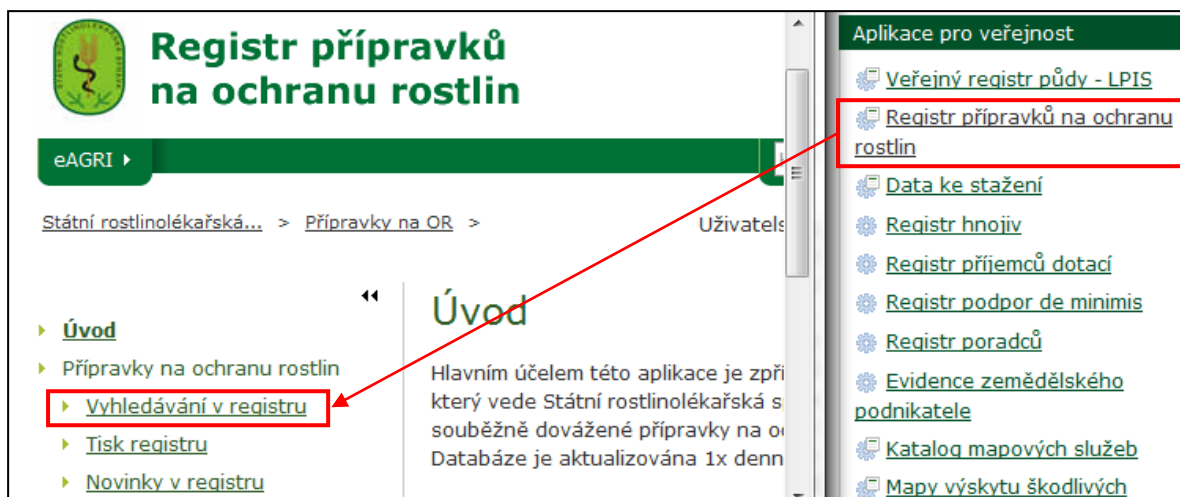 Registr přípravků
na ochranu rostlin
eAGRI
Státní rostlinolékařská... > Přípravky na OR >
Uživatels
Úvod
Přípravky na ochranu rostlin
Vyhledávání v registru
Tisk registru
Novinky v registru
Úvod
Hlavním účelem této aplikace je zpří
který vede Státní rostlinolékařská s
souběžně dovážené přípravky na o
Databáze je aktualizována 1x denn
Aplikace pro veřejnost
Veřejný registr půdy - LPIS
Registr přípravků na ochranu
rostlin
Data ke stažení
Registr hnojiv
Registr příjemců dotací
Registr podpor de minimis
Registr poradců
Evidence zemědělského
podnikatele
Katalog mapových služeb
Mapy výskytu škodlivých